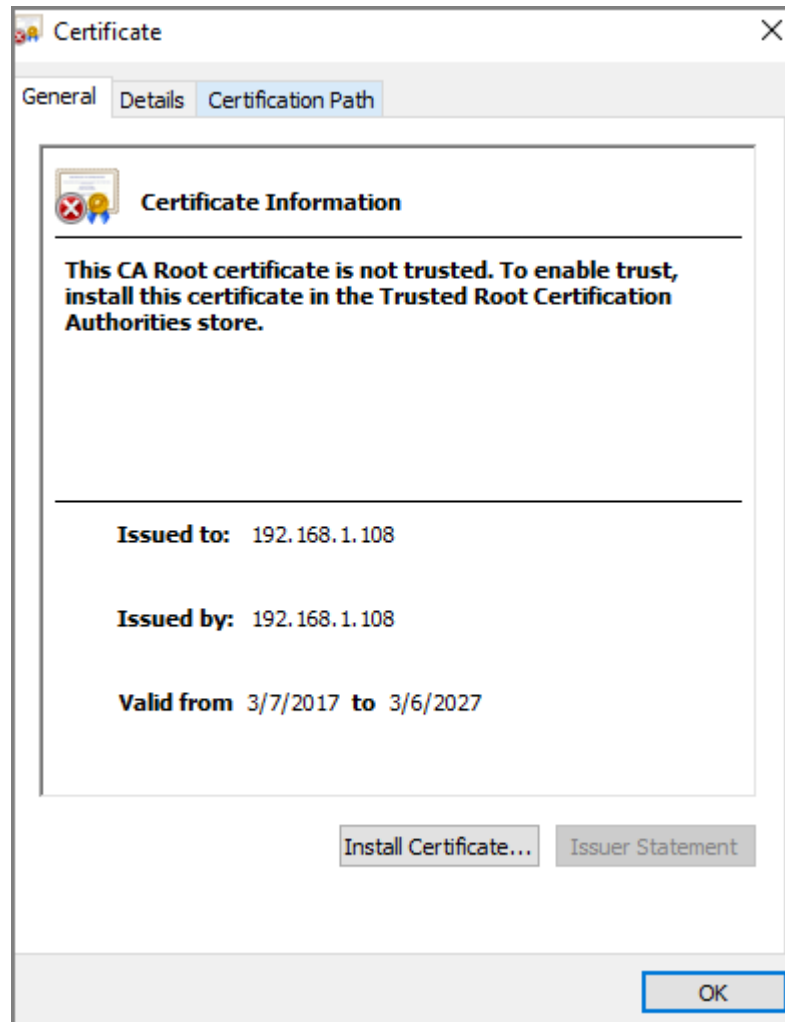 Certificate
General Details Certification Path
Certificate Information
This CA Root certificate is not trusted. To enable trust,
install this certificate in the Trusted Root Certification
Authorities store.
Issued to: 192.168.1.108
Issued by: 192.168.1.108
Valid from 3/7/2017 to 3/6/2027
Install Certificate... Issuer Statement
OK